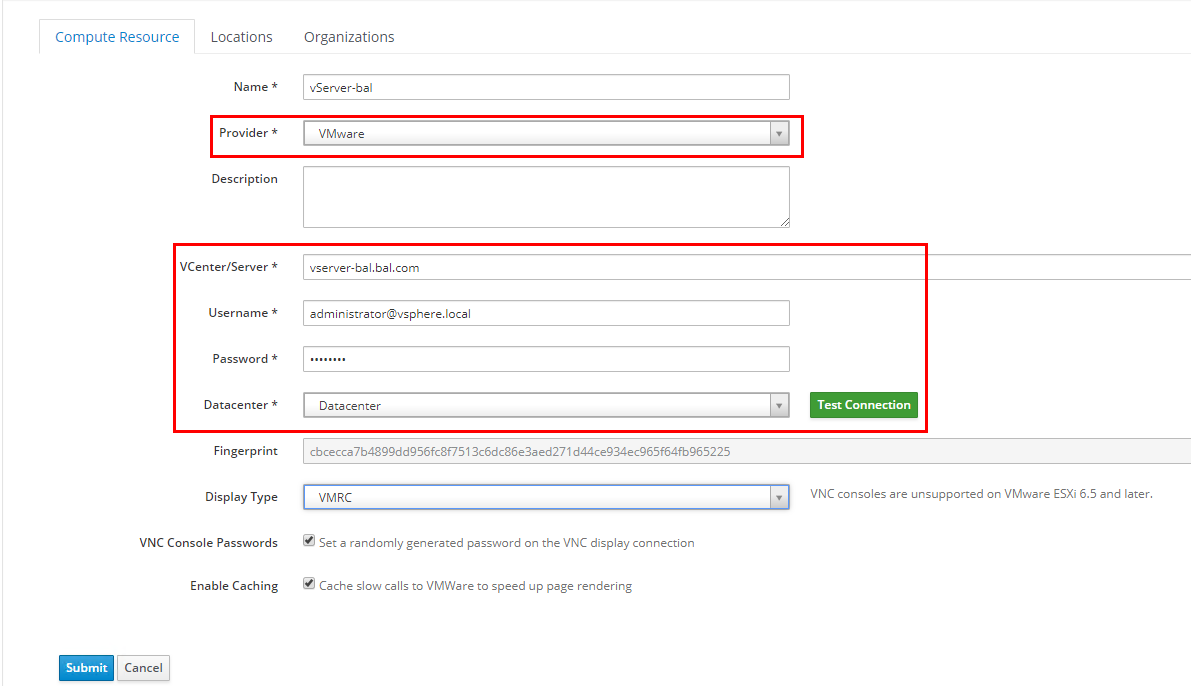 Compute Resource Locations Organizations
Name * vServer-bal
Provider * VMware
Description
VCenter/Server * vserver-bal.bal.com
Username * administrator@vsphere.local
Password * ••••••••
Datacenter * Datacenter Test Connection
Fingerprint cbcecca7b4899dd956fc8f7513c6dc86e3aed271d44ce934ec965f64fb965225
Display Type VMRC VNC consoles are unsupported on VMware ESXi 6.5 and later.
VNC Console Passwords Set a randomly generated password on the VNC display connection
Enable Caching Cache slow calls to VMWare to speed up page rendering
Submit Cancel